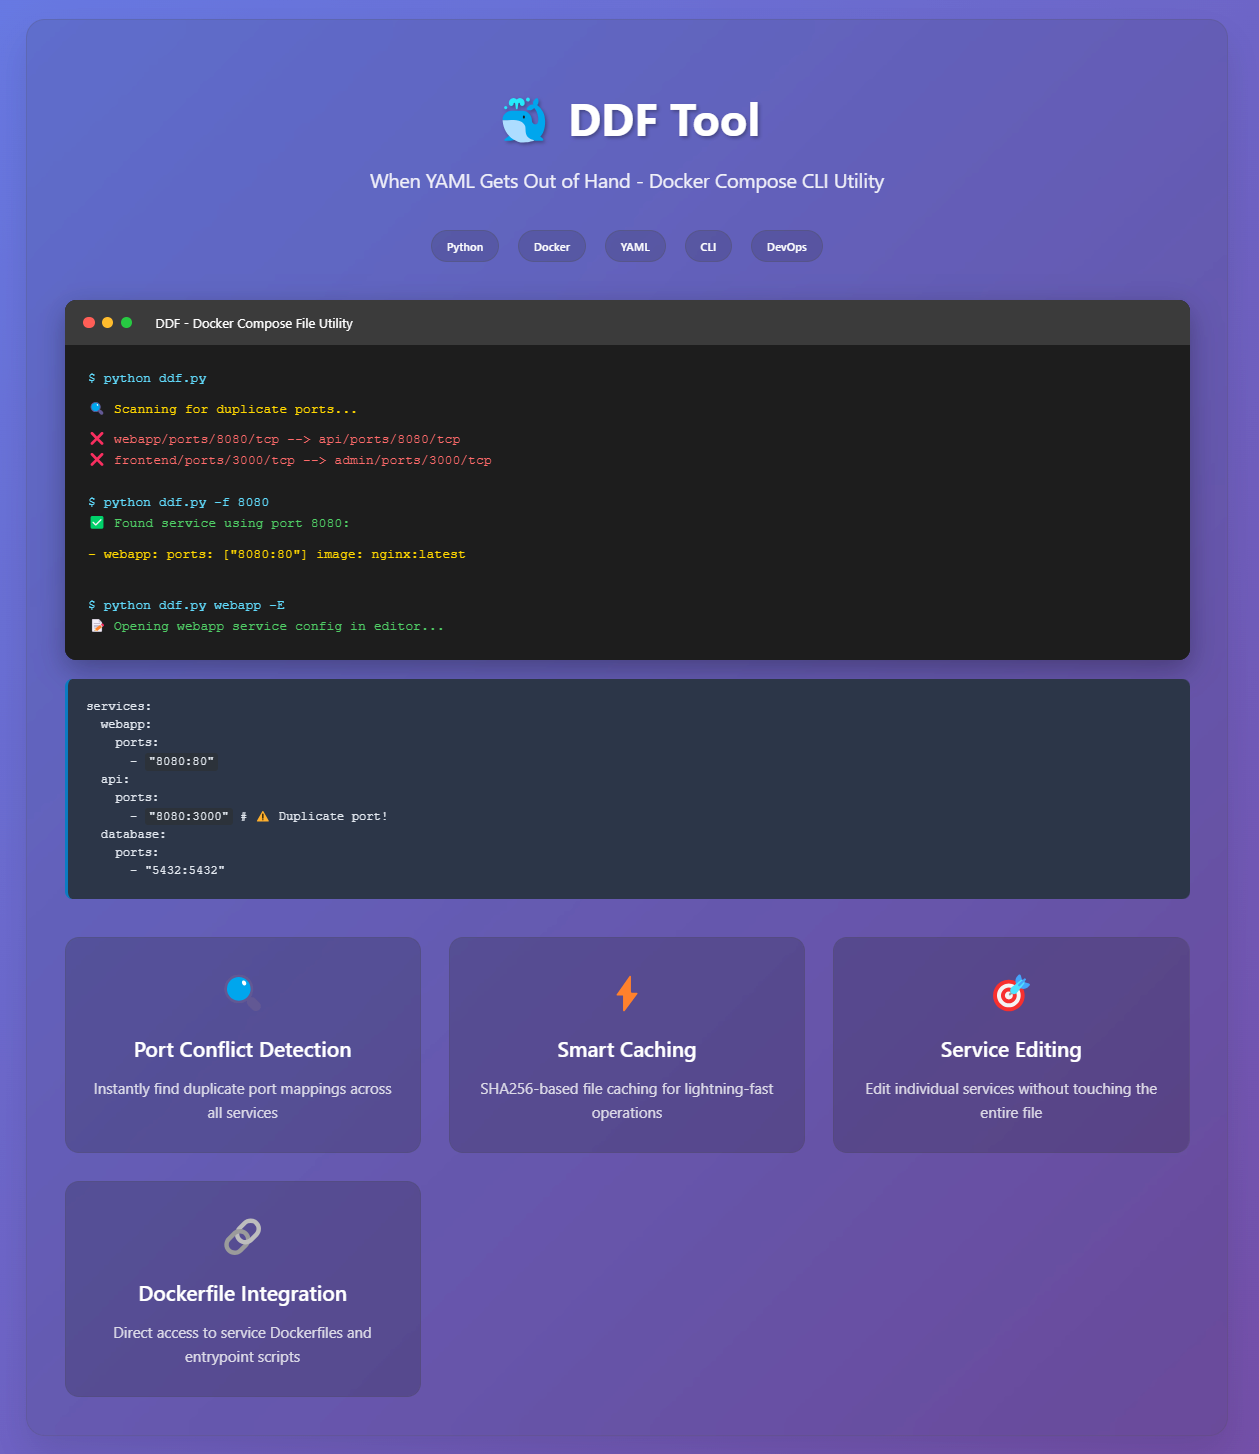 DDF Tool
When YAML Gets Out of Hand - Docker Compose CLI Utility
Python Docker YAML CLI DevOps
DDF - Docker Compose File Utility
$ python ddf.py
🔍 Scanning for duplicate ports...
❌ webapp/ports/8080/tcp --> api/ports/8080/tcp
❌ frontend/ports/3000/tcp --> admin/ports/3000/tcp
$ python ddf.py -f 8080
✅ Found service using port 8080:
- webapp: ports: ["8080:80"] image: nginx:latest
$ python ddf.py webapp -E
📝 Opening webapp service config in editor...
services:
  webapp:
    ports:
      - "8080:80"
  api:
    ports:
      - "8080:3000" # ⚠️ Duplicate port!
  database:
    ports:
      - "5432:5432"
Port Conflict Detection
Instantly find duplicate port mappings across
all services
Smart Caching
SHA256-based file caching for lightning-fast
operations
Service Editing
Edit individual services without touching the
entire file
Dockerfile Integration
Direct access to service Dockerfiles and
entrypoint scripts